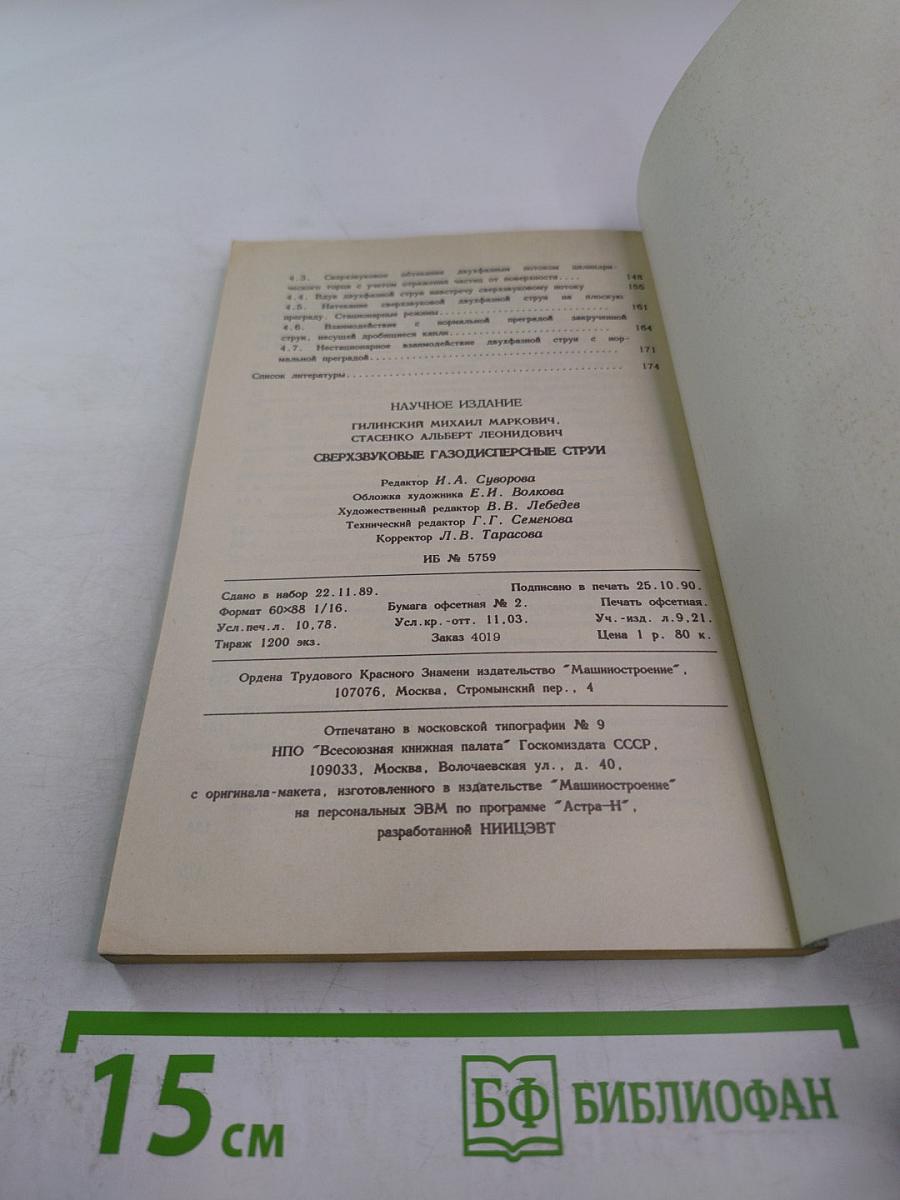 4.3. Сверхзвуковое обтекание двухфазным потоком цилиндри-
ческого торца с учетом отражения частиц от поверхности.... 148
4.4. Вдув двухфазной струи навстречу сверхзвуковому потоку 155
4.5. Натекание сверхзвуковой двухфазной струи на плоскую
преграду. Стационарные режимы........................ 161
4.6. Взаимодействие с нормальной преградой закрученной
струи, несущей дробящиеся капли........................ 164
4.7. Нестационарное взаимодействие двухфазной струи с нор-
мальной преградой........................ 171
Список литературы........................ 174
НАУЧНОЕ ИЗДАНИЕ
ГИЛИНСКИЙ МИХАИЛ МАРКОВИЧ,
СТАСЕНКО АЛЬБЕРТ ЛЕОНИДОВИЧ
СВЕРХЗВУКОВЫЕ ГАЗОДИСПЕРСНЫЕ СТРУИ
Редактор И.А. Суворова
Обложка художника Е.И. Волкова
Художественный редактор В.В. Лебедев
Технический редактор Г.Г. Семенова
Корректор Л.В. Тарасова
ИБ № 5759
Сдано в набор 22.11.89. Подписано в печать 25.10.90.
Формат 60×88 1/16. Бумага офсетная № 2. Печать офсетная.
Усл.печ.л. 10,78. Усл.кр.-отт. 11,03. Уч.-изд. л.9,21.
Тираж 1200 экз. Заказ 4019 Цена 1 р. 80 к.
Ордена Трудового Красного Знамени издательство "Машиностроение",
107076, Москва, Стромынский пер., 4
Отпечатано в московской типографии № 9
НПО "Всесоюзная книжная палата" Госкомиздата СССР,
109033, Москва, Волочаевская ул., д. 40,
с оригинала-макета, изготовленного в издательстве "Машиностроение"
на персональных ЭВМ по программе "Астра-Н",
разработанной НИИЦЭВТ
15 см
БФ БИБЛИОФАН